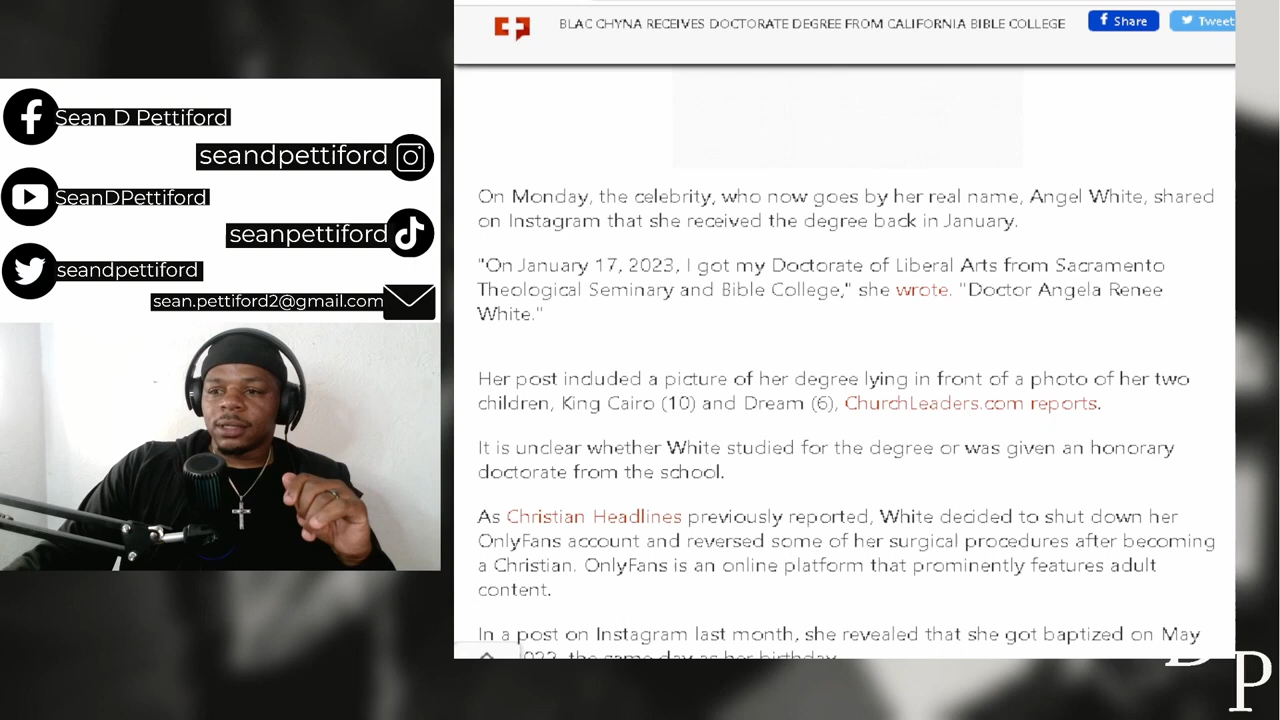 BLAC CHYNA RECEIVES DOCTORATE DEGREE FROM CALIFORNIA BIBLE COLLEGE
Share
Tweet
Sean D Pettiford
seandpettiford
SeanDPettiford
seanpettiford
seandpettiford
sean.pettiford2@gmail.com
On Monday, the celebrity, who now goes by her real name, Angel White, shared
on Instagram that she received the degree back in January.
"On January 17, 2023, I got my Doctorate of Liberal Arts from Sacramento
Theological Seminary and Bible College," she wrote. "Doctor Angela Renee
White."
Her post included a picture of her degree lying in front of a photo of her two
children, King Cairo (10) and Dream (6), ChurchLeaders.com reports.
It is unclear whether White studied for the degree or was given an honorary
doctorate from the school.
As Christian Headlines previously reported, White decided to shut down her
OnlyFans account and reversed some of her surgical procedures after becoming
a Christian. OnlyFans is an online platform that prominently features adult
content.
In a post on Instagram last month, she revealed that she got baptized on May
the same day as her birthday
P